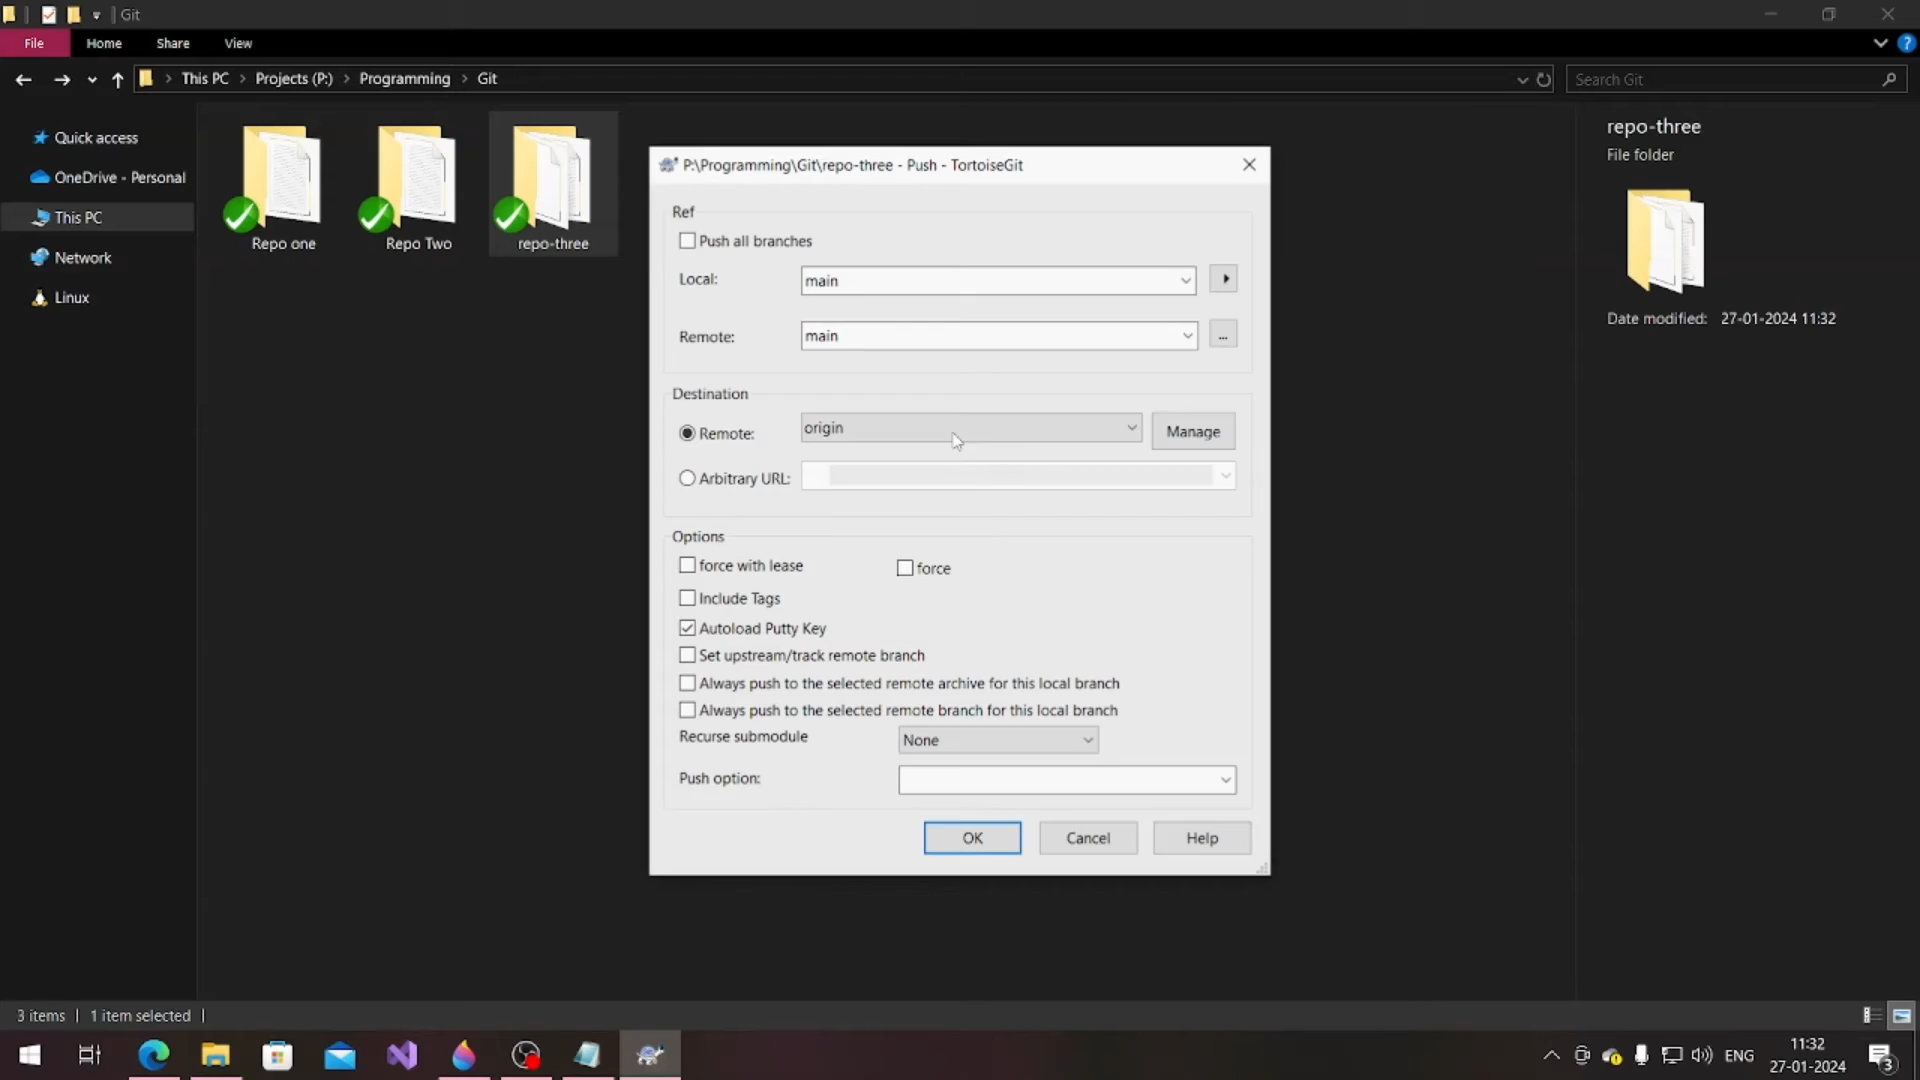 Git
File Home Share View
This PC Projects (P:) Programming Git
Search Git
Quick access
OneDrive - Personal
This PC
Network
Linux
Repo one
Repo Two
repo-three
P:\Programming\Git\repo-three - Push - TortoiseGit
Ref
Push all branches
Local: main
Remote: main
...
Destination
Remote: origin
Manage
Arbitrary URL:
Options
force with lease
force
Include Tags
Autoload Putty Key
Set upstream/track remote branch
Always push to the selected remote archive for this local branch
Always push to the selected remote branch for this local branch
Recurse submodule None
Push option:
OK Cancel Help
repo-three
File folder
Date modified: 27-01-2024 11:32
3 items 1 item selected
ENG
11:32
27-01-2024
3